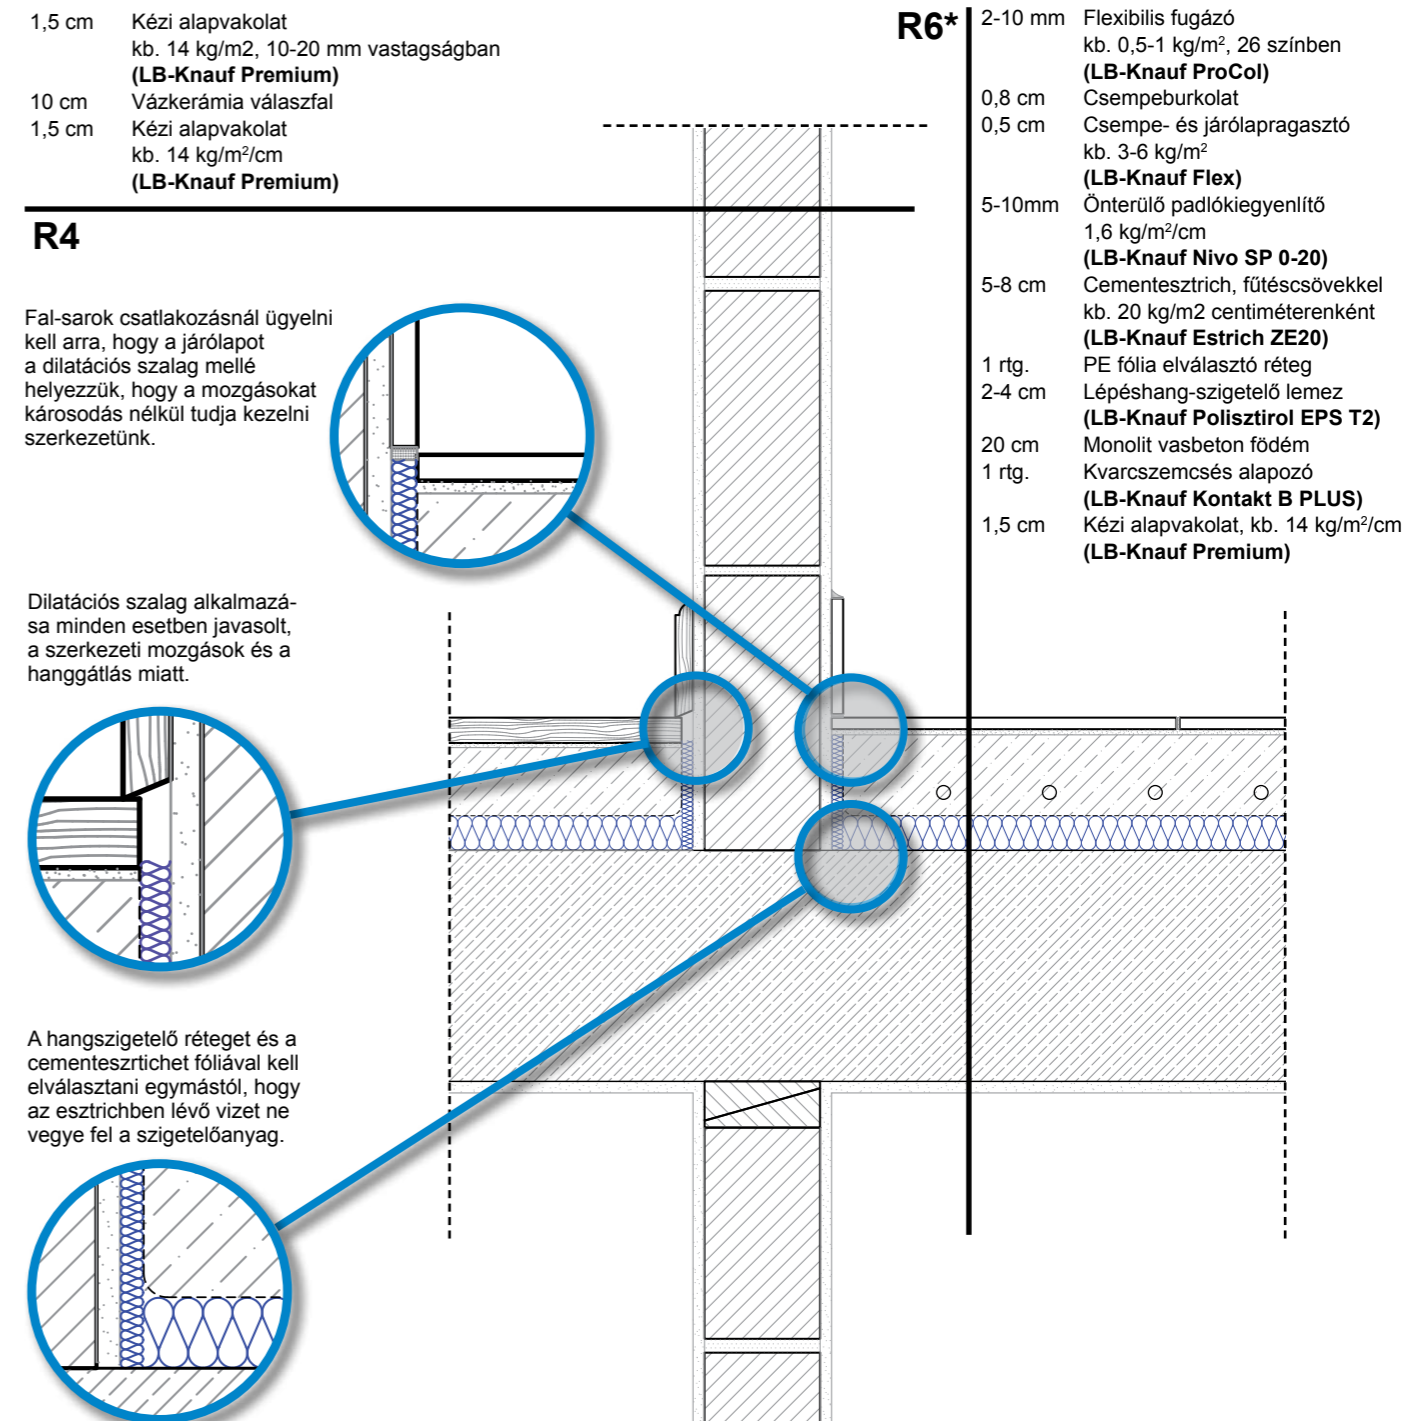 1,5 cm Kézi alapvakolat
kb. 14 kg/m2, 10-20 mm vastagságban
(LB-Knauf Premium)
10 cm Vázkerámia válaszfal
1,5 cm Kézi alapvakolat
kb. 14 kg/m²/cm
(LB-Knauf Premium)
R4
R6*
2-10 mm Flexibilis fugázó
kb. 0,5-1 kg/m², 26 színben
(LB-Knauf ProCol)
0,8 cm Csempeburkolat
0,5 cm Csempe- és járólapragasztó
kb. 3-6 kg/m²
(LB-Knauf Flex)
5-10mm Önterülő padlókiegyenlítő
1,6 kg/m²/cm
(LB-Knauf Nivo SP 0-20)
5-8 cm Cementesztrich, fűtéscsövekkel
kb. 20 kg/m2 centiméterenként
(LB-Knauf Estrich ZE20)
1 rtg. PE fólia elválasztó réteg
2-4 cm Lépéshang-szigetelő lemez
(LB-Knauf Polisztirol EPS T2)
20 cm Monolit vasbeton födém
1 rtg. Kvarcszemcsés alapozó
(LB-Knauf Kontakt B PLUS)
1,5 cm Kézi alapvakolat, kb. 14 kg/m²/cm
(LB-Knauf Premium)
Fal-sarok csatlakozásnál ügyelni
kell arra, hogy a járólapot
a dilatációs szalag mellé
helyezzük, hogy a mozgásokat
károsodás nélkül tudja kezelni
szerkezetünk.
Dilatációs szalag alkalmazá-
sa minden esetben javasolt,
a szerkezeti mozgások és a
hanggátlás miatt.
A hangszigetelő réteget és a
cementeszrtichet fóliával kell
elválasztani egymástól, hogy
az esztrichben lévő vizet ne
vegye fel a szigetelőanyag.